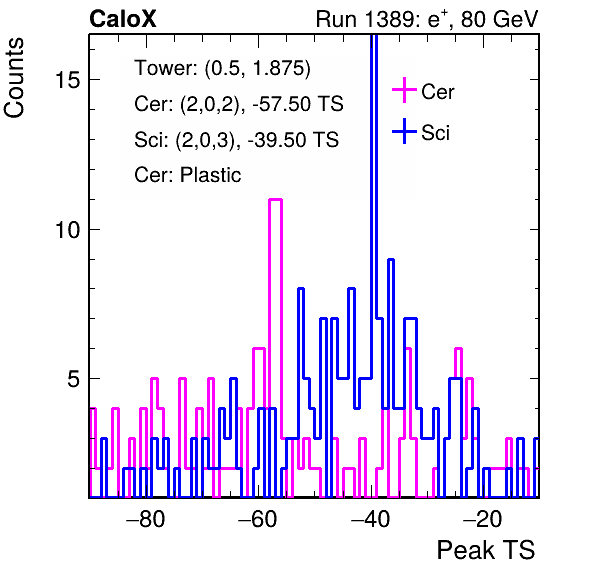 CaloX Run 1389: e⁺, 80 GeV
Counts
Tower: (0.5, 1.875)
Cer: (2,0,2), -57.50 TS
Sci: (2,0,3), -39.50 TS
Cer: Plastic
Cer
Sci
15
10
5
−80 −60 −40 −20
Peak TS